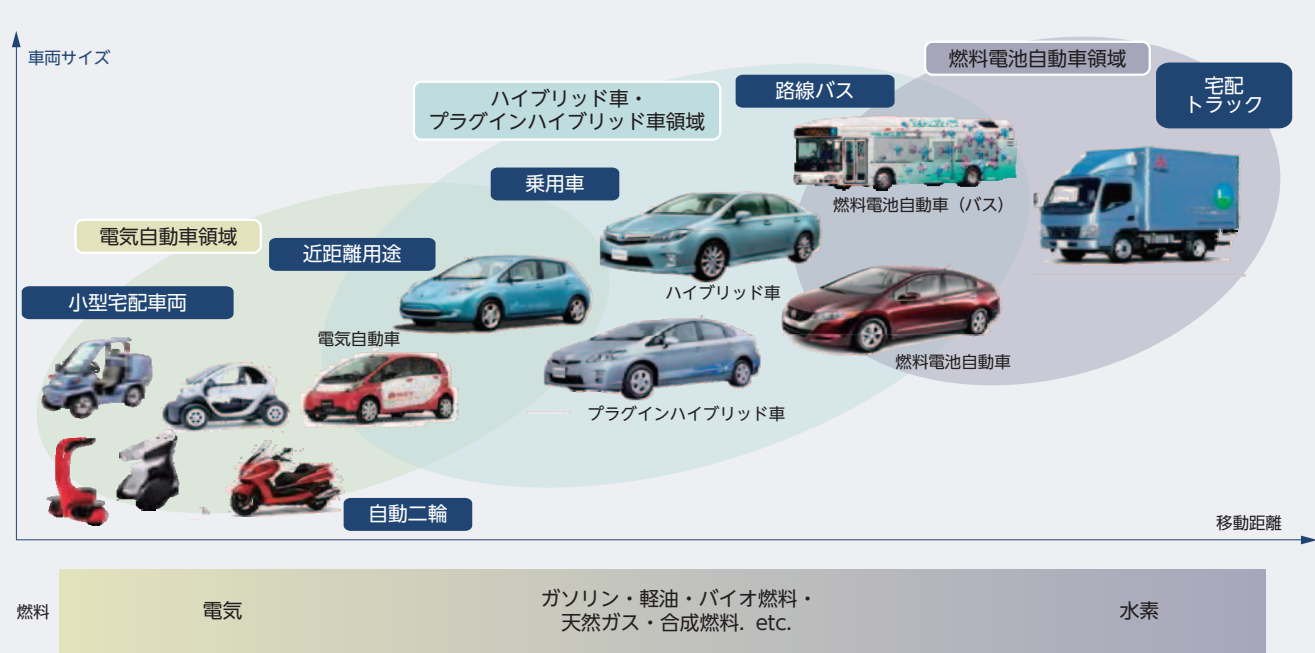 車両サイズ
燃料電池自動車領域
宅配
トラック
路線バス
ハイブリッド車・
プラグインハイブリッド車領域
乗用車
燃料電池自動車(バス)
電気自動車領域
近距離用途
ハイブリッド車
小型宅配車両
電気自動車
燃料電池自動車
プラグインハイブリッド車
自動二輪
移動距離
燃料
電気
ガソリン・軽油・バイオ燃料・
天然ガス・合成燃料. etc.
水素